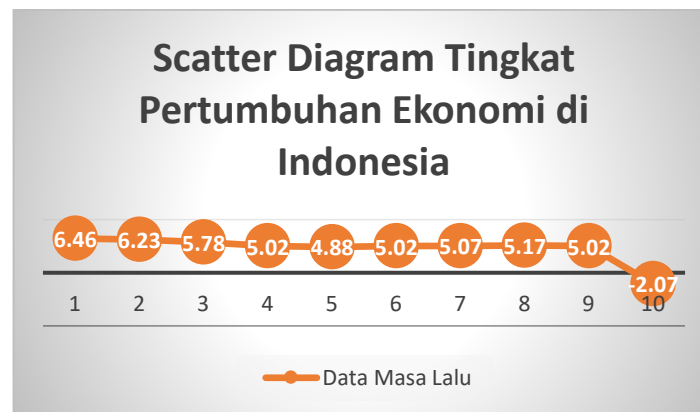 Scatter Diagram Tingkat
Pertumbuhan Ekonomi di
Indonesia
6.46 6.23 5.78 5.02 4.88 5.02 5.07 5.17 5.02
-2.07
1 2 3 4 5 6 7 8 9 10
Data Masa Lalu